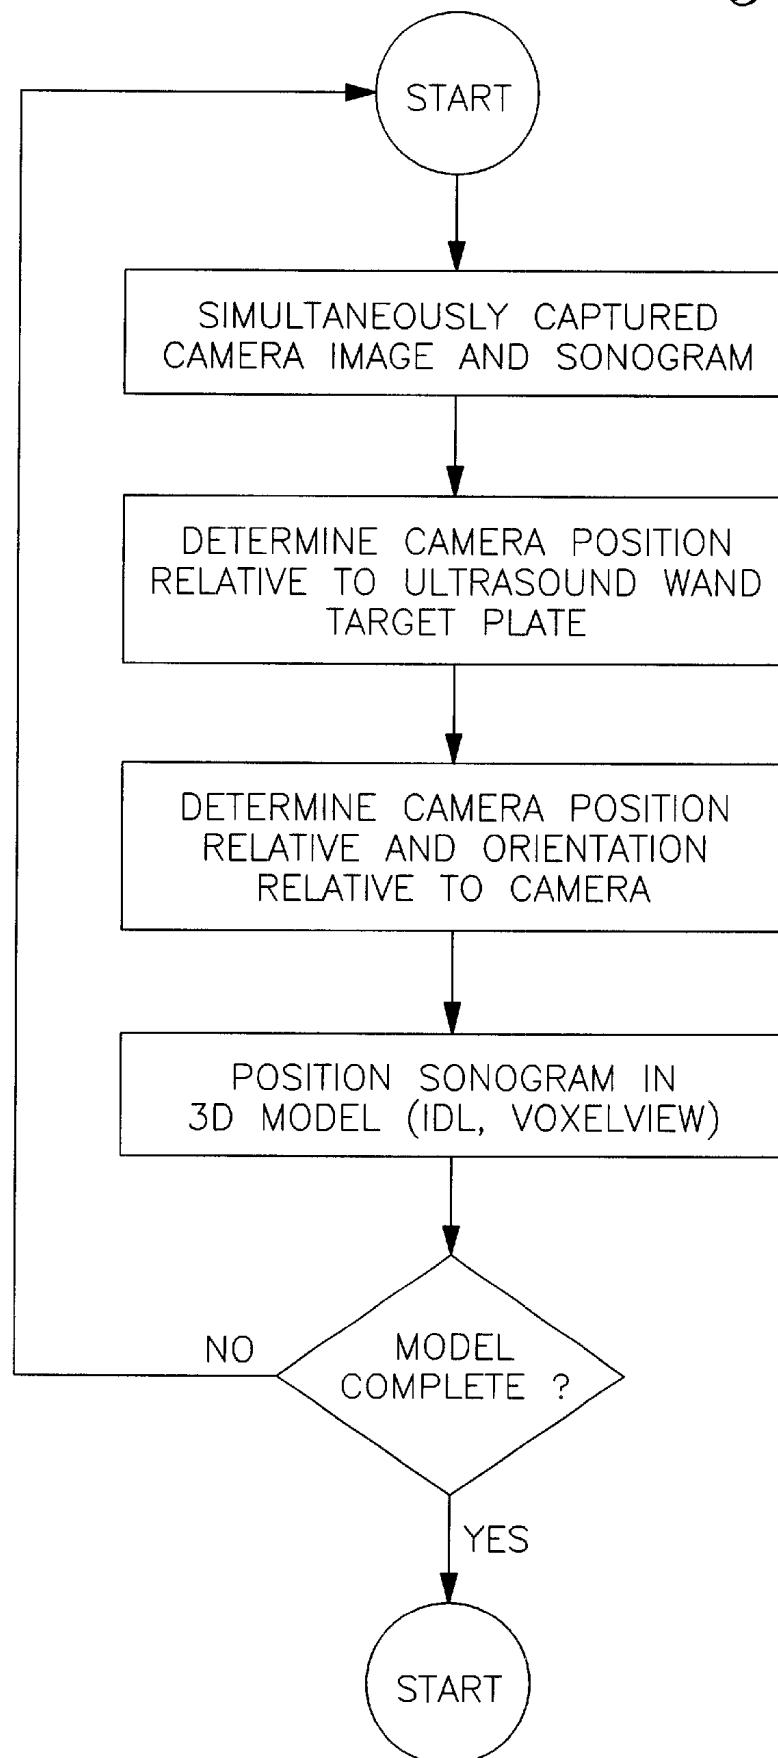 START
SIMULTANEOUSLY CAPTURED
CAMERA IMAGE AND SONOGRAM
DETERMINE CAMERA POSITION
RELATIVE TO ULTRASOUND WAND
TARGET PLATE
DETERMINE CAMERA POSITION
RELATIVE AND ORIENTATION
RELATIVE TO CAMERA
POSITION SONOGRAM IN
3D MODEL (IDL, VOXELVIEW)
NO
MODEL
COMPLETE ?
YES
START